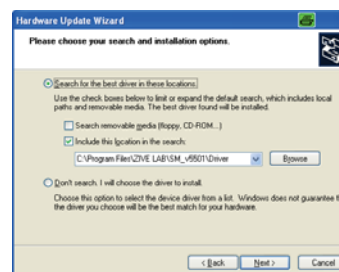 Hardware Update Wizard
Please choose your search and installation options.
Search for the best driver in these locations.
Use the check boxes below to limit or expand the default search, which includes local
paths and removable media. The best driver found will be installed.
Search removable media (floppy, CD-ROM...)
Include this location in the search:
C:\Program Files\ZIVE LAB\SM_v5501\Driver
Browse
Don't search. I will choose the driver to install.
Choose this option to select the device driver from a list. Windows does not guarantee
the driver you choose will be the best match for your hardware.
< Back
Next >
Cancel